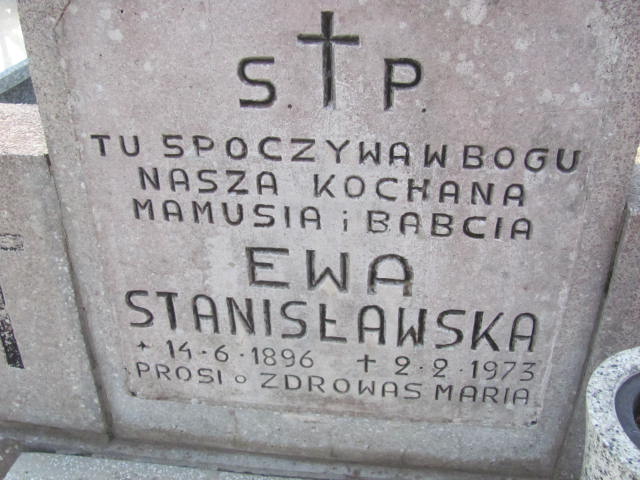 S. † P.
TU SPOCZYWA W BOGU
NASZA KOCHANA
MAMUSIA i BABCIA
EWA
STANISŁAWSKA
* 14·6·1896 † 2·2·1973
PROSI o ZDROWAS MARIA